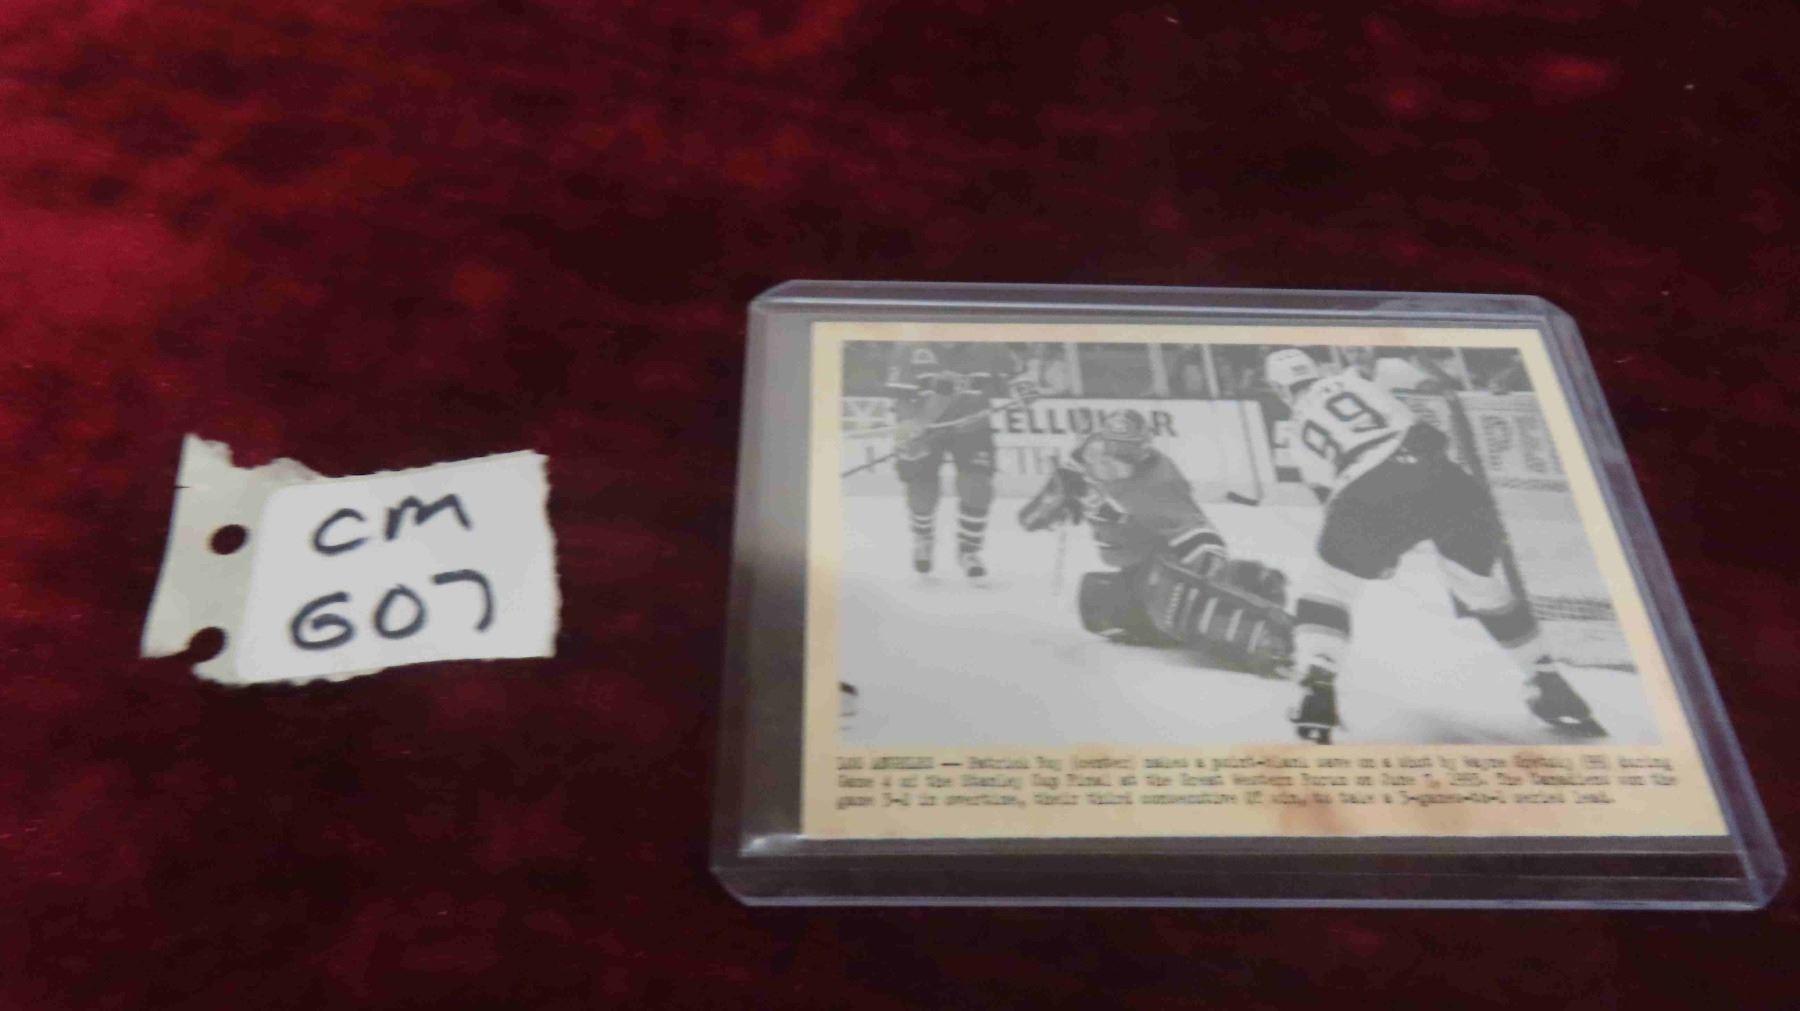 CM
607
ELLULAR
99
LOS ANGELES — Patrick Roy (center) makes a point-blank save on a shot by Wayne Gretzky (99) during
Game 4 of the Stanley Cup Final at the Great Western Forum on June 7, 1993. The Canadiens won the
game 3-2 in overtime, their third consecutive OT win, to take a 3-games-to-1 series lead.